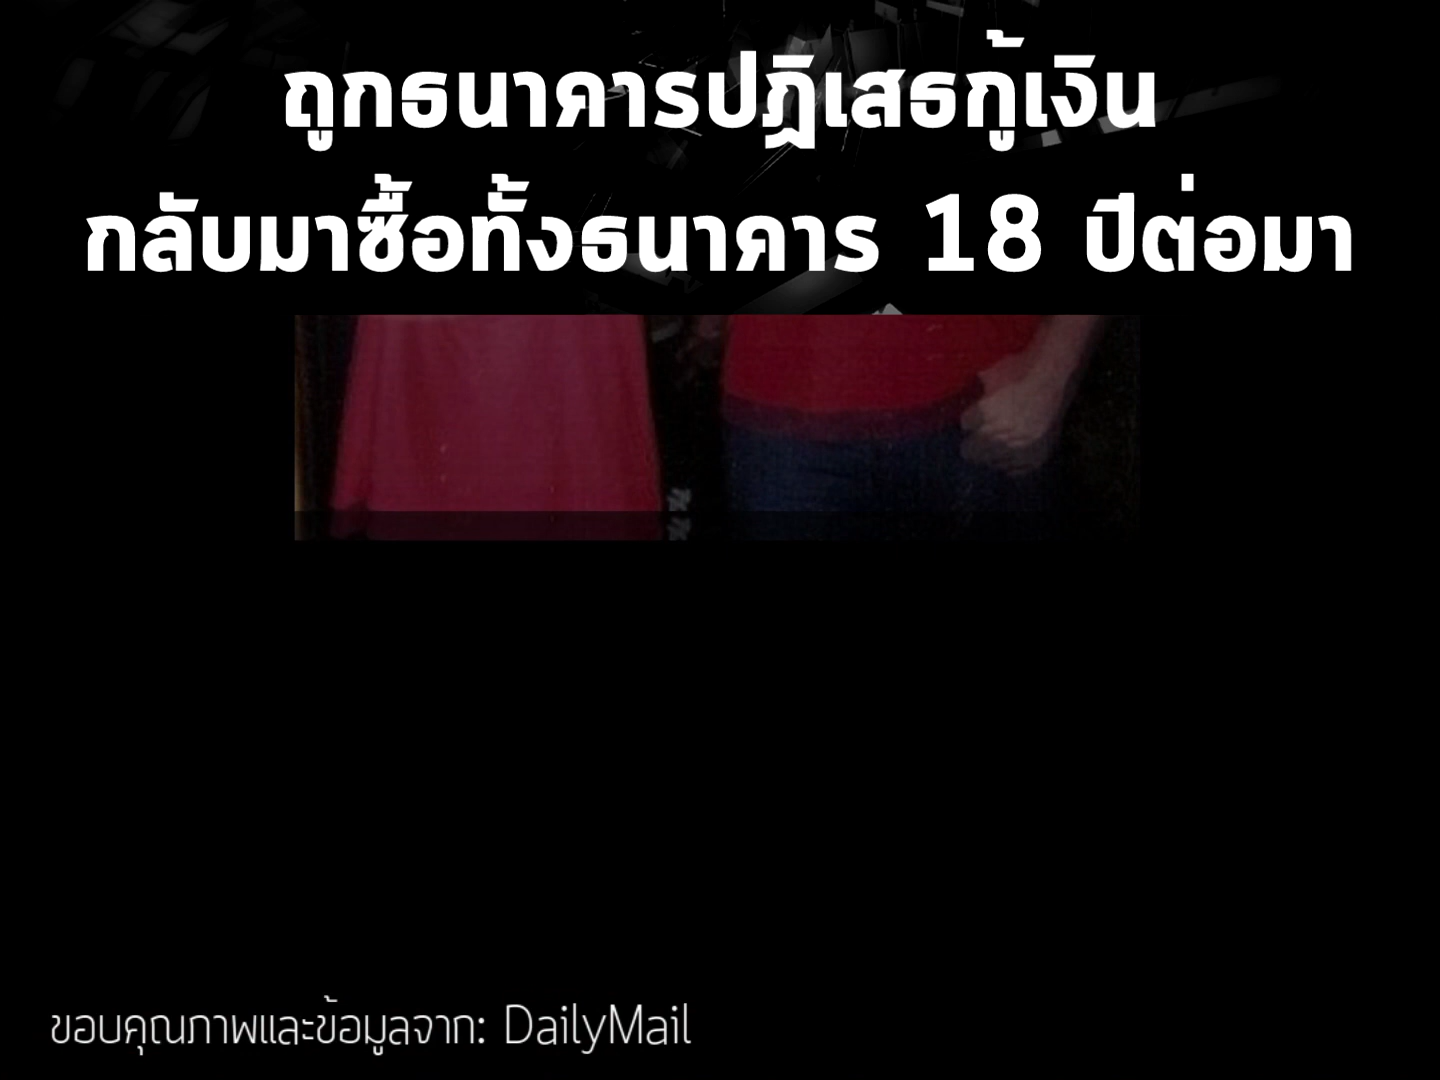 ถูกธนาคารปฏิเสธกู้เงิน
กลับมาซื้อทั้งธนาคาร 18 ปีต่อมา
ขอบคุณภาพและข้อมูลจาก: DailyMail